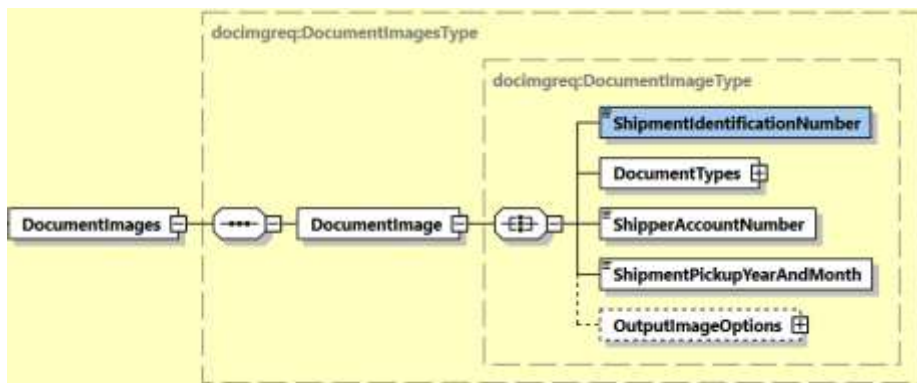 docimgreq:DocumentImagesType
docimgreq:DocumentImageType
ShipmentIdentificationNumber
DocumentTypes
DocumentImages
DocumentImage
ShipperAccountNumber
ShipmentPickupYearAndMonth
OutputImageOptions